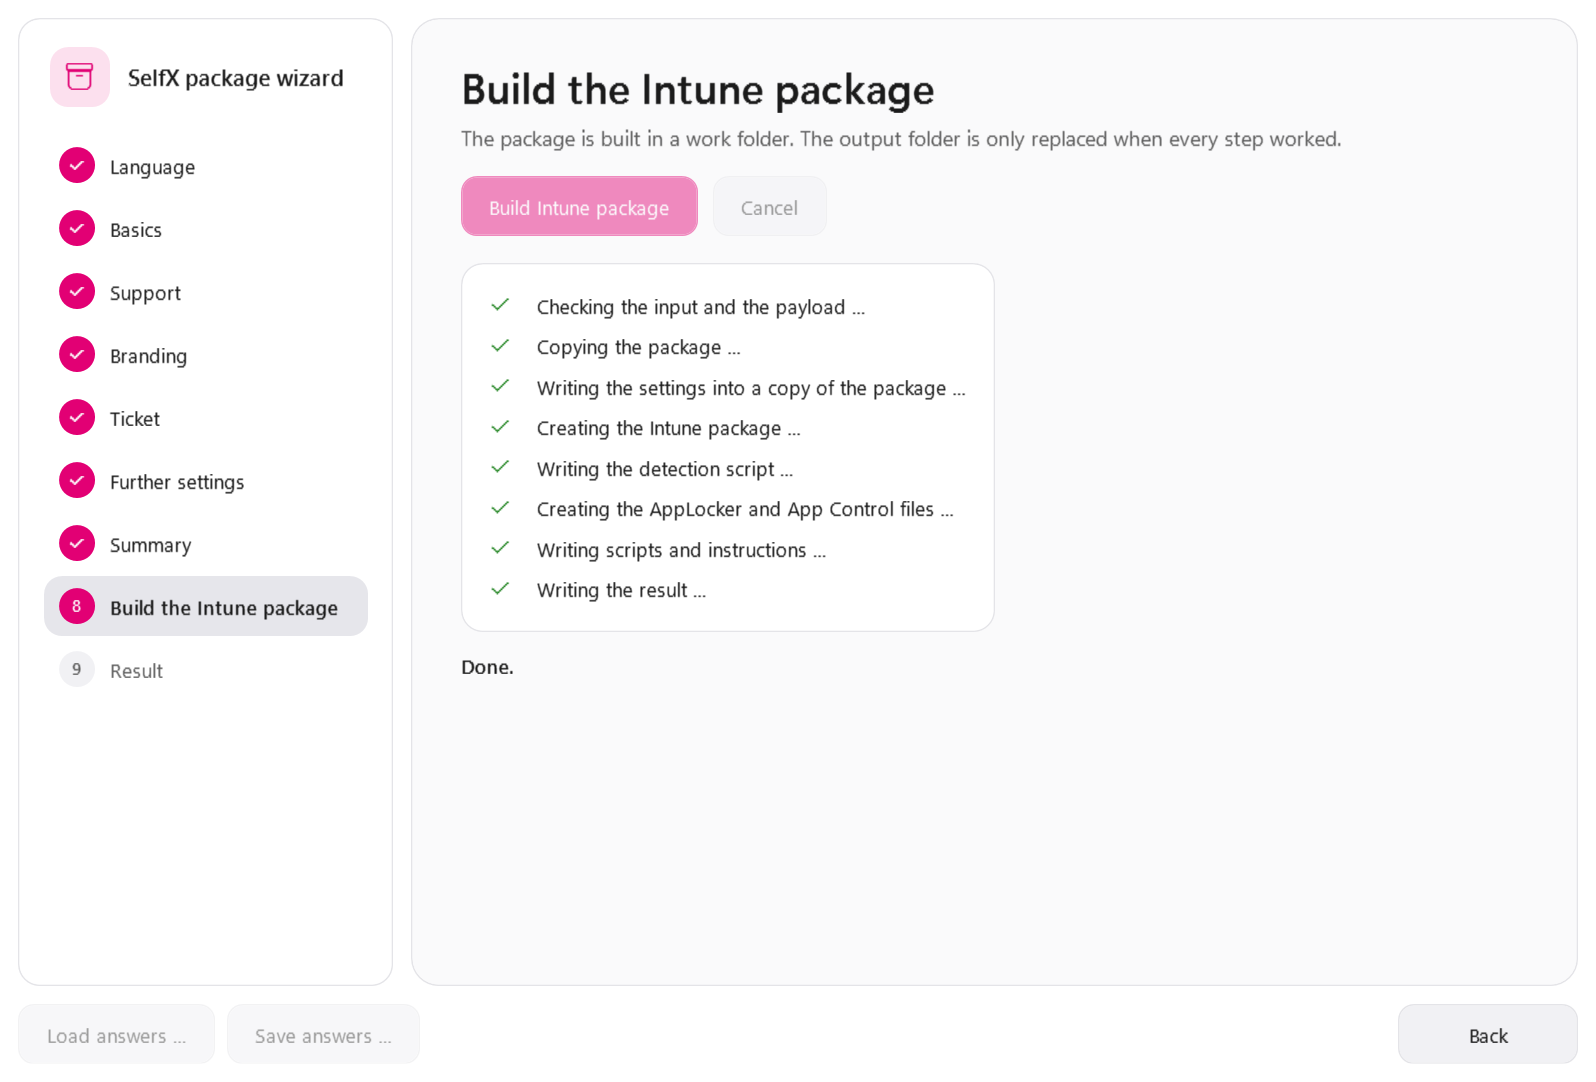 SelfX package wizard
Language
Basics
Support
Branding
Ticket
Further settings
Summary
8 Build the Intune package
9 Result
Build the Intune package
The package is built in a work folder. The output folder is only replaced when every step worked.
Build Intune package Cancel
Checking the input and the payload ...
Copying the package ...
Writing the settings into a copy of the package ...
Creating the Intune package ...
Writing the detection script ...
Creating the AppLocker and App Control files ...
Writing scripts and instructions ...
Writing the result ...
Done.
Load answers ... Save answers ... Back